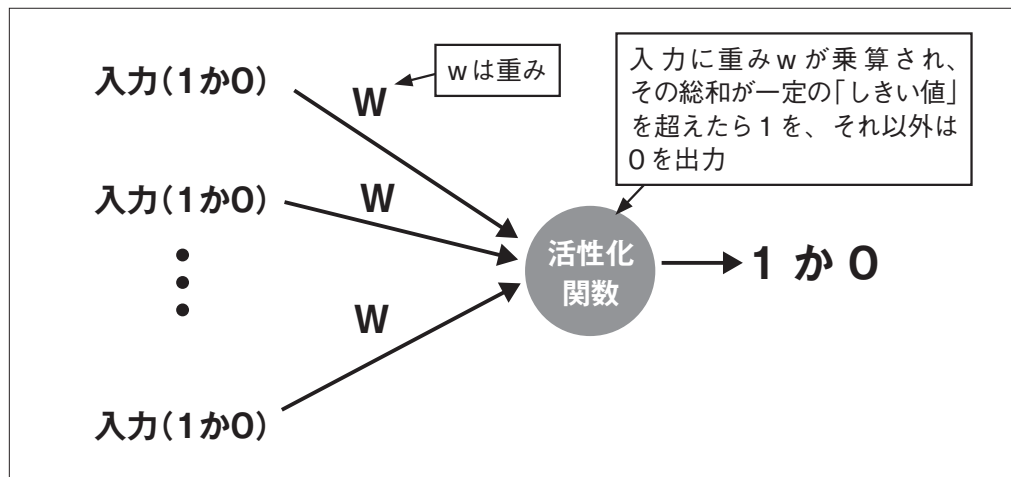 入力(1か0)
W
wは重み
入力に重みwが乗算され、
その総和が一定の「しきい値」
を超えたら1を、それ以外は
0を出力
入力(1か0)
W
活性化
関数
1 か 0
W
入力(1か0)